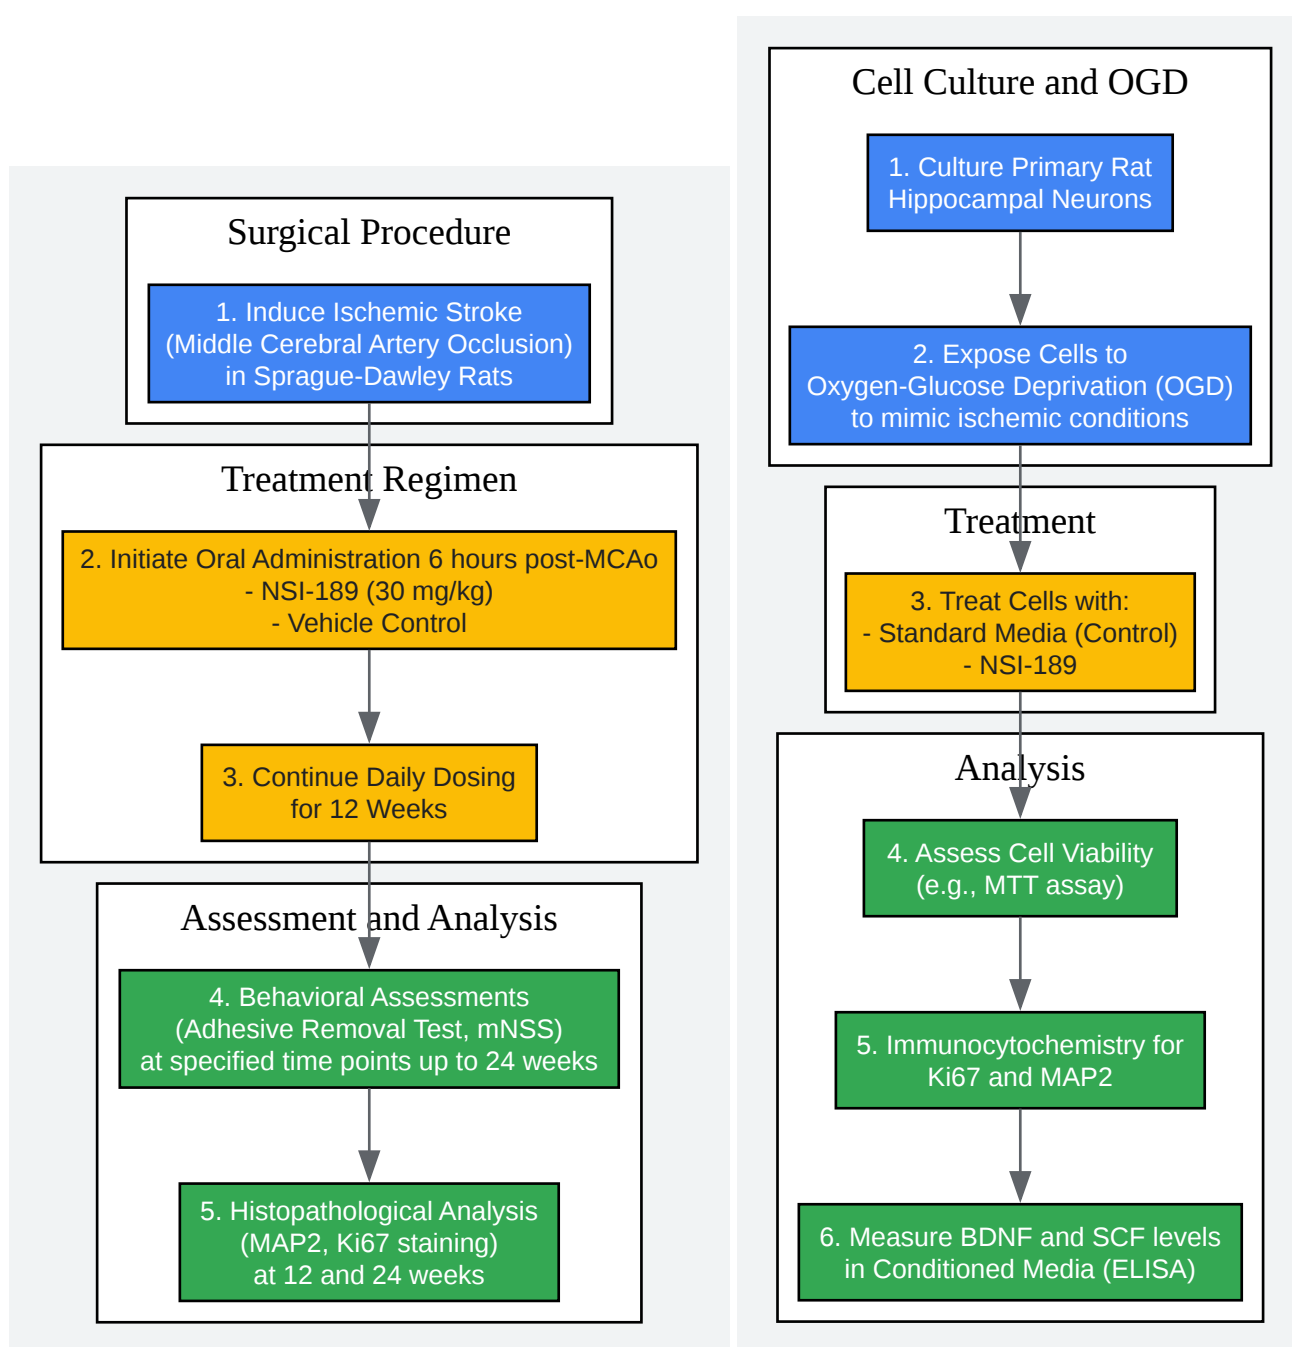 Surgical Procedure
1. Induce Ischemic Stroke
(Middle Cerebral Artery Occlusion)
in Sprague-Dawley Rats
Treatment Regimen
2. Initiate Oral Administration 6 hours post-MCAo
- NSI-189 (30 mg/kg)
- Vehicle Control
3. Continue Daily Dosing
for 12 Weeks
Assessment and Analysis
4. Behavioral Assessments
(Adhesive Removal Test, mNSS)
at specified time points up to 24 weeks
5. Histopathological Analysis
(MAP2, Ki67 staining)
at 12 and 24 weeks
Cell Culture and OGD
1. Culture Primary Rat
Hippocampal Neurons
2. Expose Cells to
Oxygen-Glucose Deprivation (OGD)
to mimic ischemic conditions
Treatment
3. Treat Cells with:
- Standard Media (Control)
- NSI-189
Analysis
4. Assess Cell Viability
(e.g., MTT assay)
5. Immunocytochemistry for
Ki67 and MAP2
6. Measure BDNF and SCF levels
in Conditioned Media (ELISA)